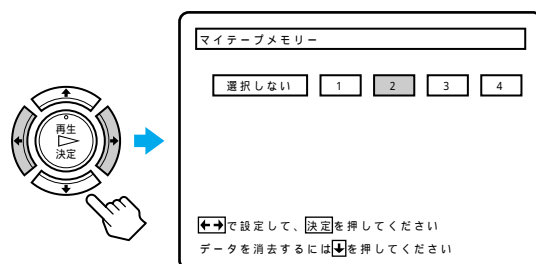 マイテープメモリー
選択しない 1 2 3 4
再生
決定
←→で設定して、決定を押してください
データを消去するには↓を押してください